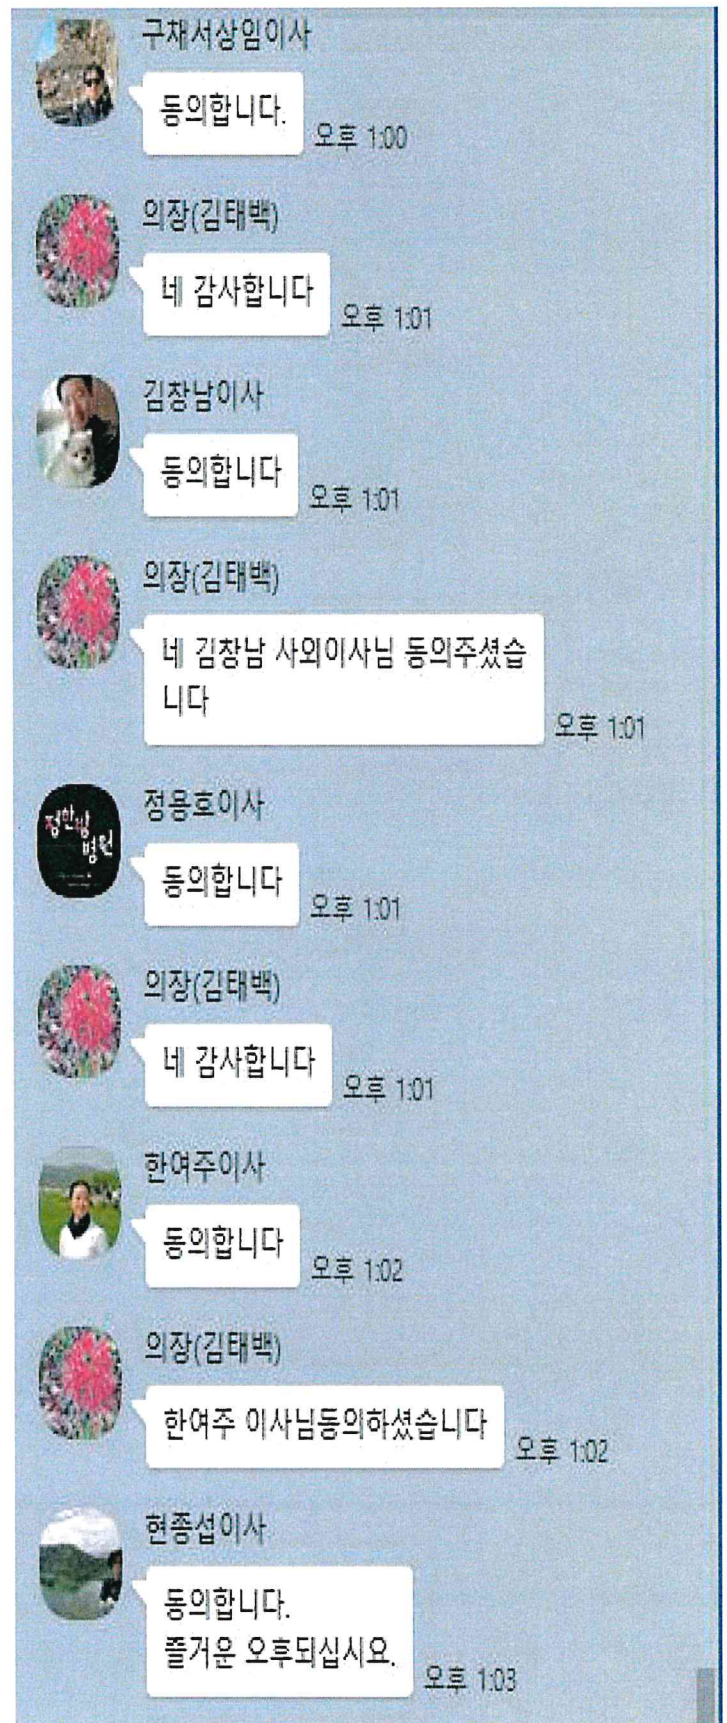 구채서상임이사
동의합니다.
오후 1:00
의장(김태백)
네 감사합니다
오후 1:01
김창남이사
동의합니다
오후 1:01
의장(김태백)
네 김창남 사외이사님 동의주셨습
니다
오후 1:01
정한방
병원
정용호이사
동의합니다
오후 1:01
의장(김태백)
네 감사합니다
오후 1:01
한여주이사
동의합니다
오후 1:02
의장(김태백)
한여주 이사님동의하셨습니다
오후 1:02
현종섭이사
동의합니다.
즐거운 오후되십시요.
오후 1:03